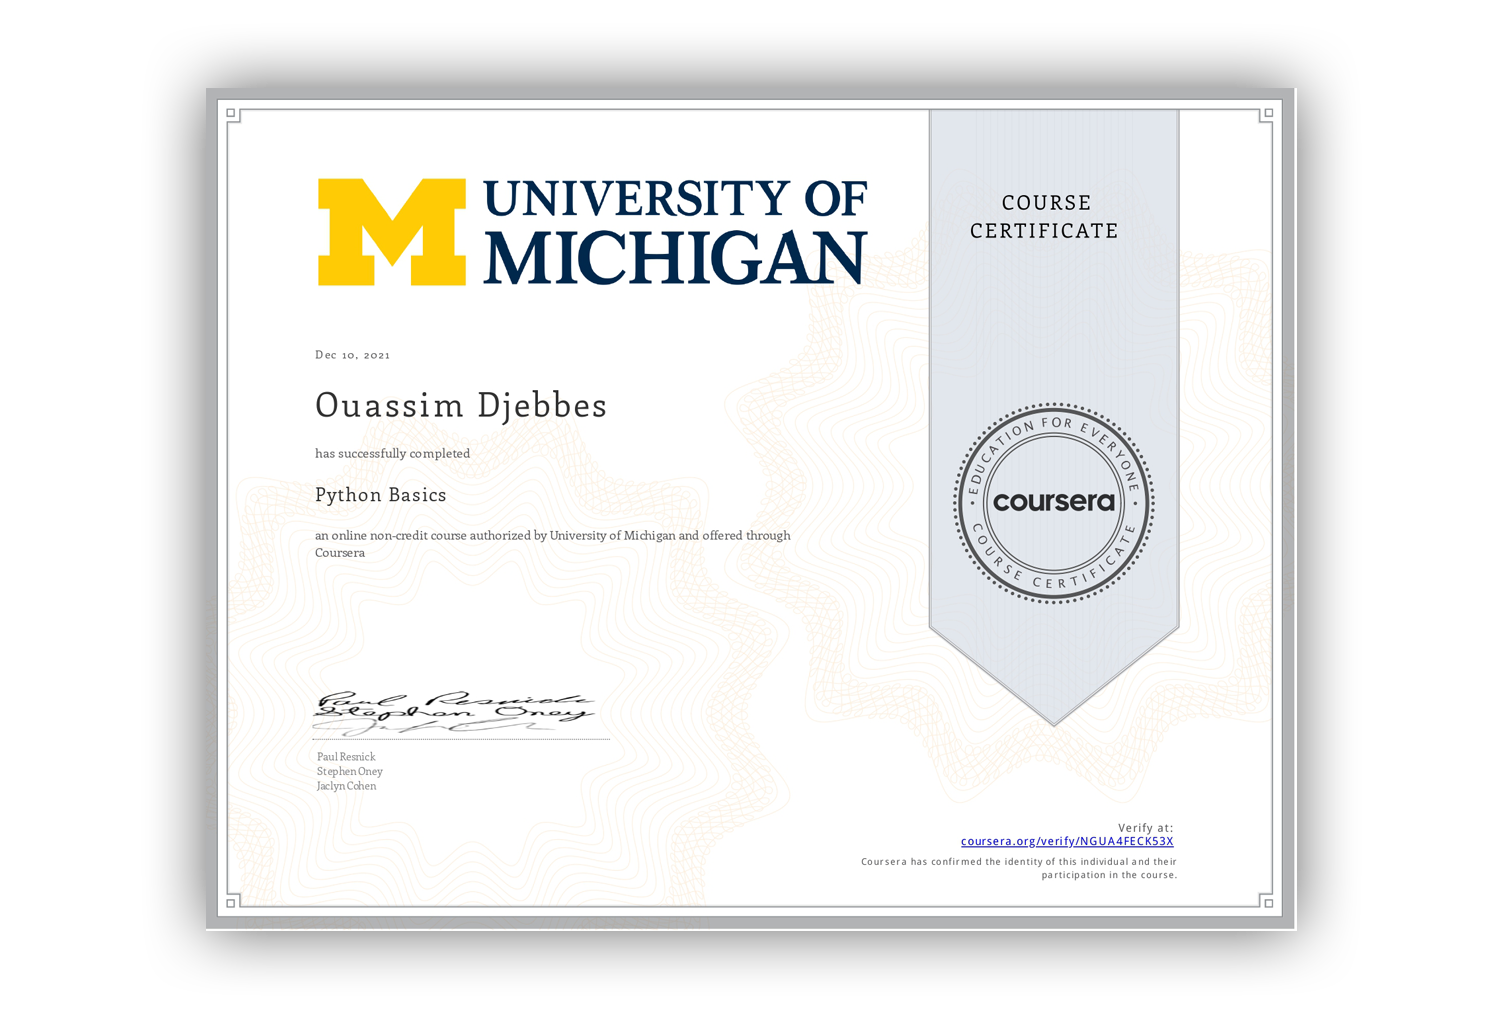 UNIVERSITY OF
MICHIGAN
COURSE
CERTIFICATE
Dec 10, 2021
Ouassim Djebbes
has successfully completed
Python Basics
an online non-credit course authorized by University of Michigan and offered through
Coursera
EDUCATION FOR EVERYONE
coursera
COURSE CERTIFICATE
Paul Resnick
Stephen Oney
Paul Resnick
Stephen Oney
Jaclyn Cohen
Verify at:
coursera.org/verify/NGUA4FECK53X
Coursera has confirmed the identity of this individual and their
participation in the course.